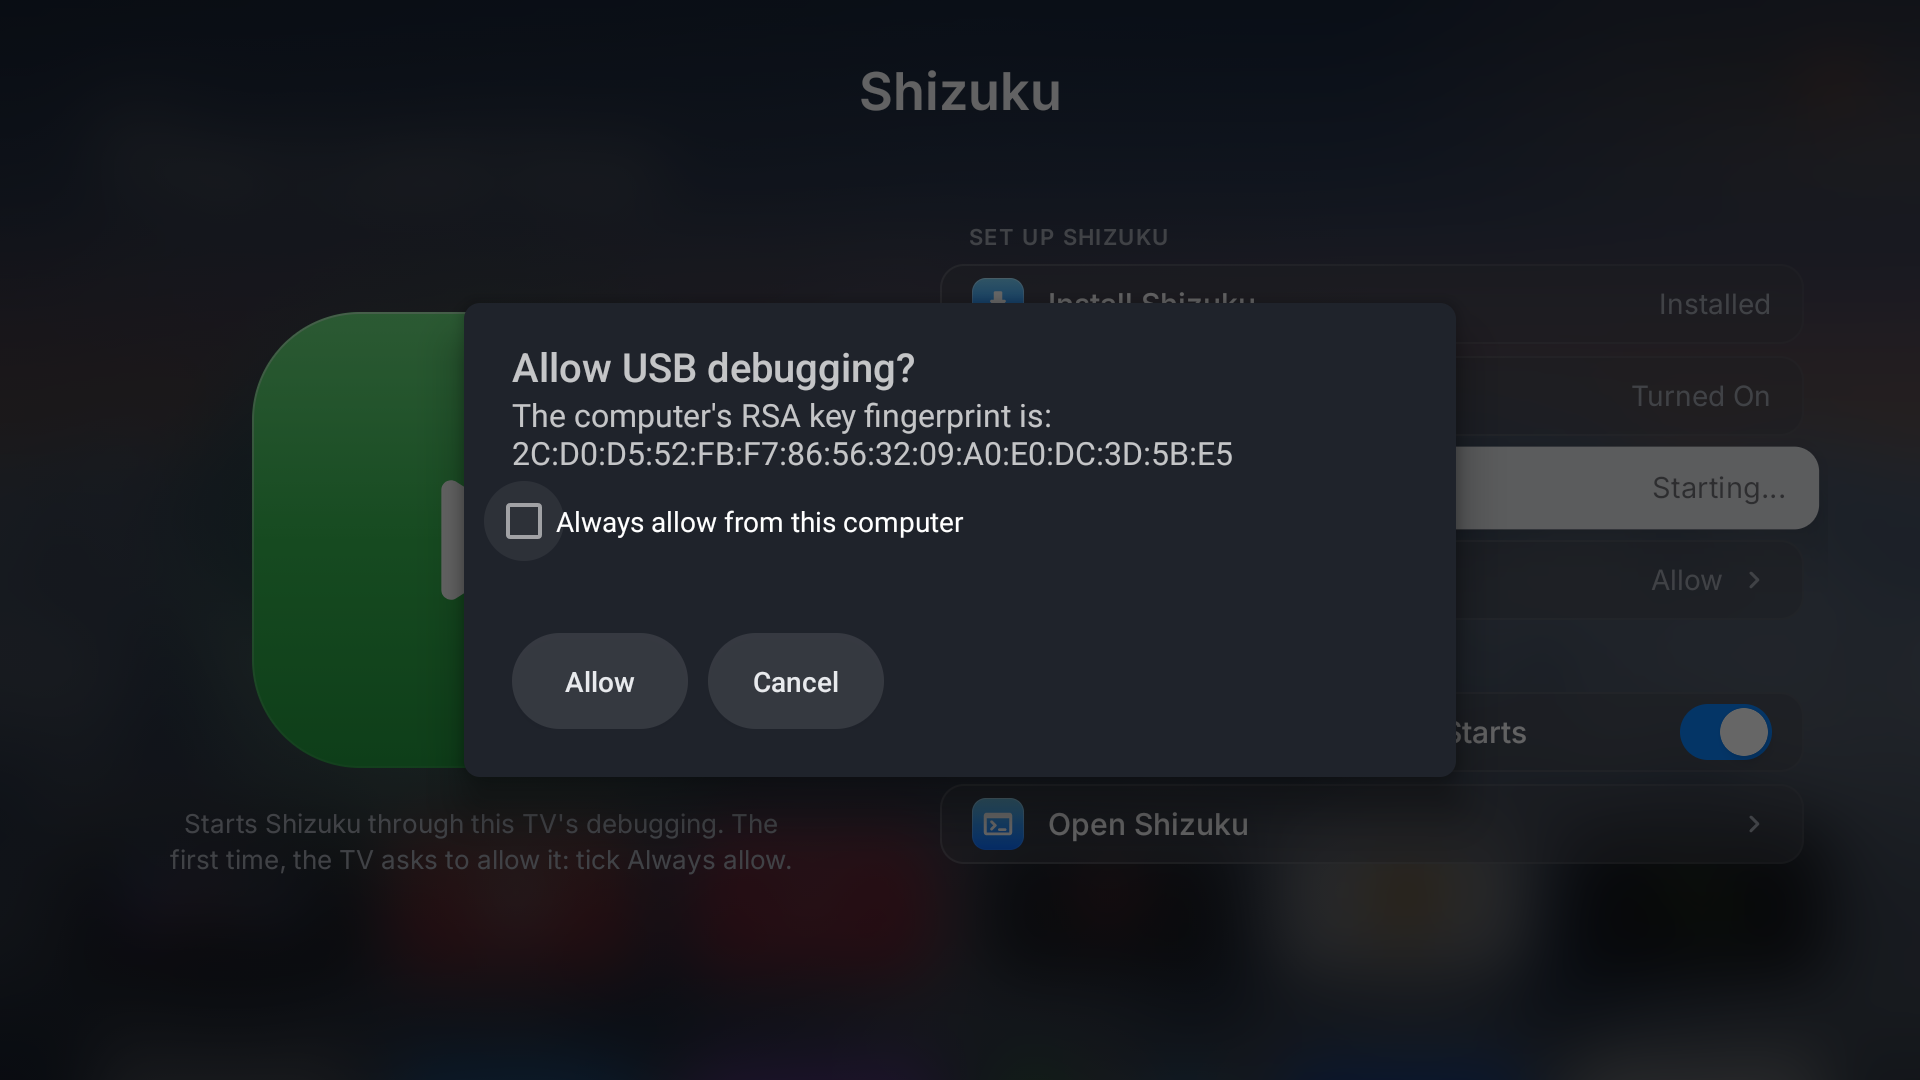 Shizuku
SET UP SHIZUKU
Install Shizuku
Installed
Turned On
Starting...
Allow
Starts
Open Shizuku
Allow USB debugging?
The computer's RSA key fingerprint is:
2C:D0:D5:52:FB:F7:86:56:32:09:A0:E0:DC:3D:5B:E5
Always allow from this computer
Allow
Cancel
Starts Shizuku through this TV's debugging. The
first time, the TV asks to allow it: tick Always allow.